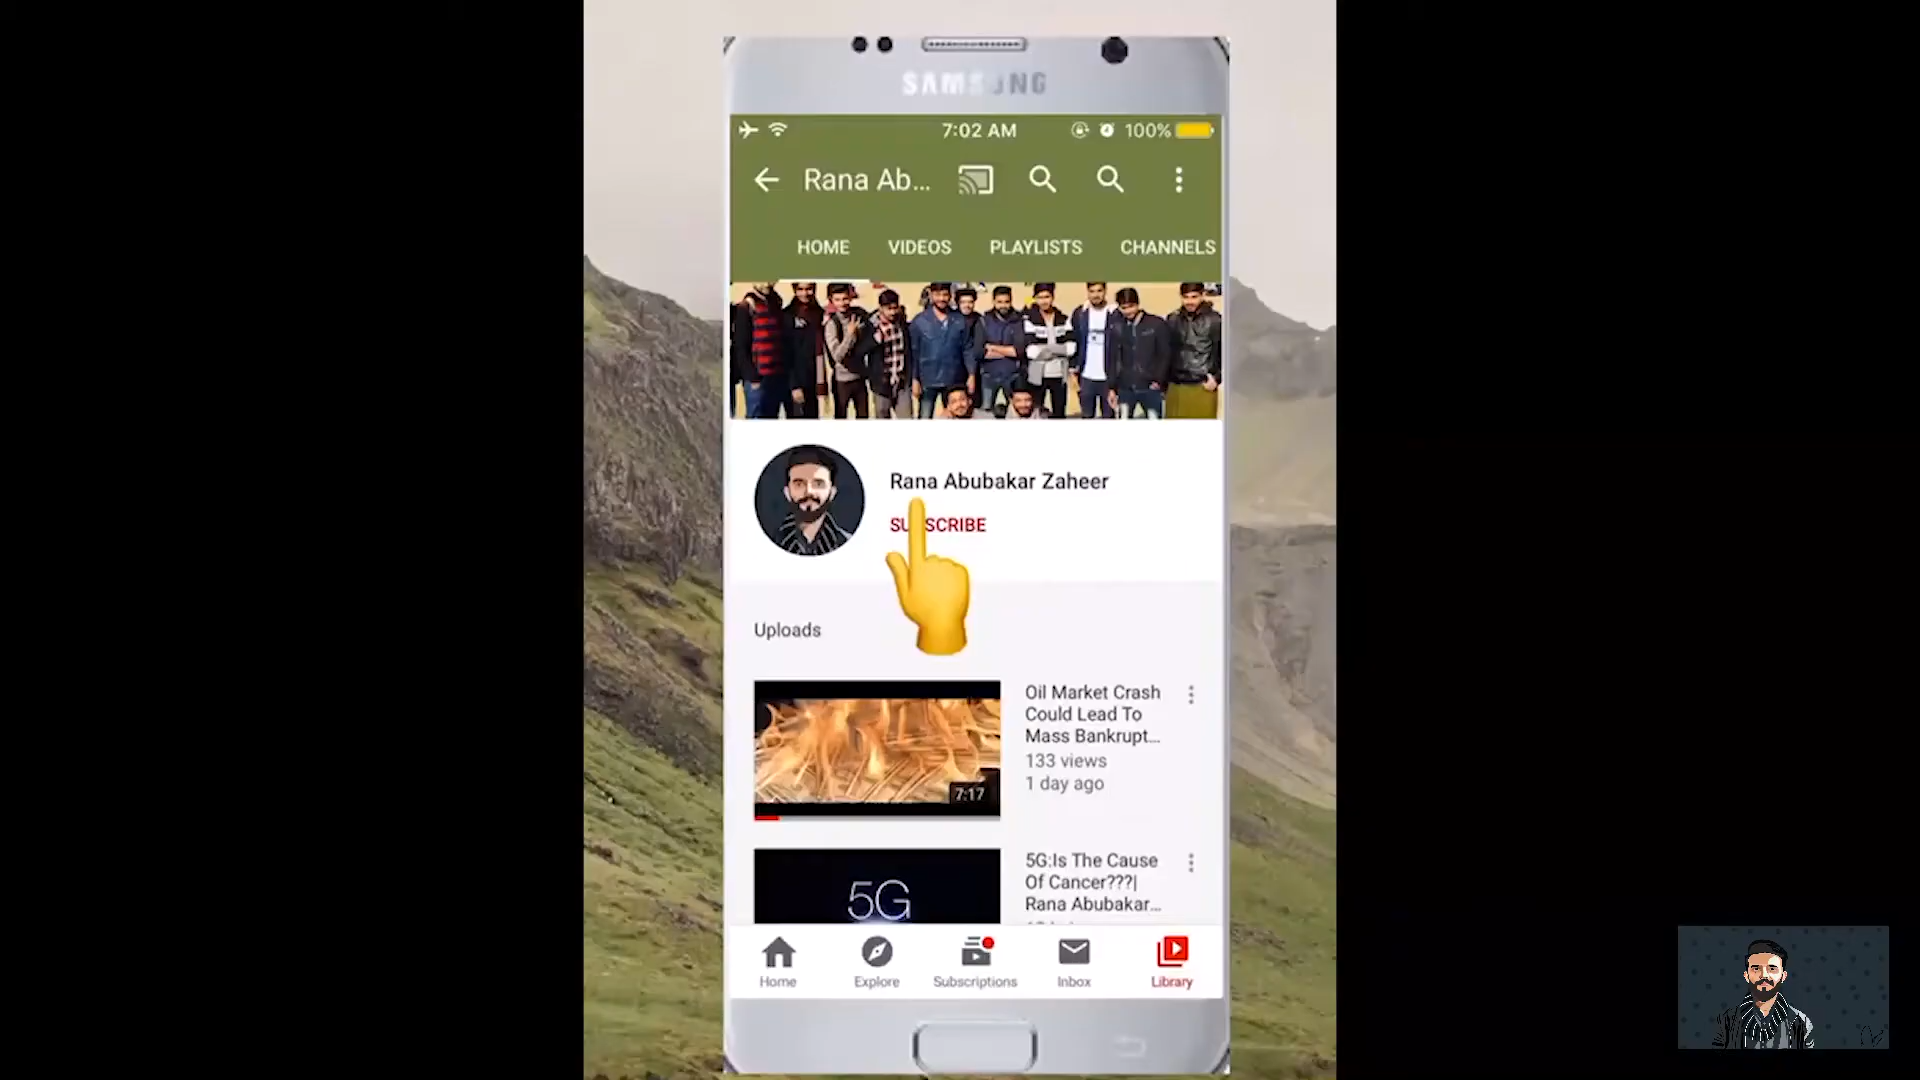 SAMSUNG
7:02 AM 100%
Rana Ab...
HOME VIDEOS PLAYLISTS CHANNELS
Rana Abubakar Zaheer
SUBSCRIBE
Uploads
Oil Market Crash
Could Lead To
Mass Bankrupt...
133 views
1 day ago
7:17
5G
5G:Is The Cause
Of Cancer???|
Rana Abubakar...
Home Explore Subscriptions Inbox Library